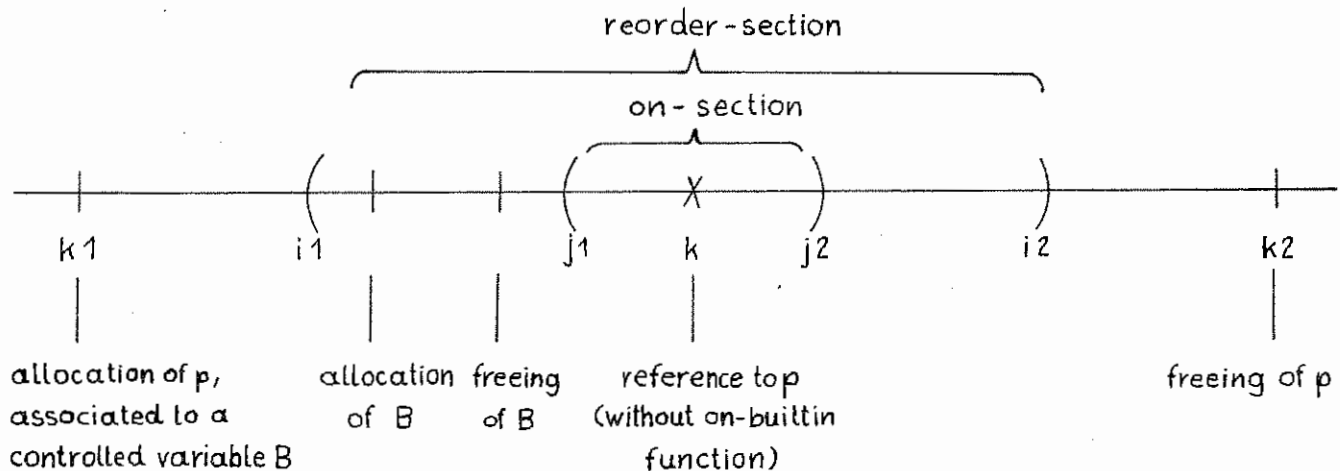 reorder-section
on-section
k1 i1 j1 k j2 i2 k2
allocation of p,
associated to a
controlled variable B
allocation
of B
freeing
of B
reference to p
(without on-builtin
function)
freeing of p